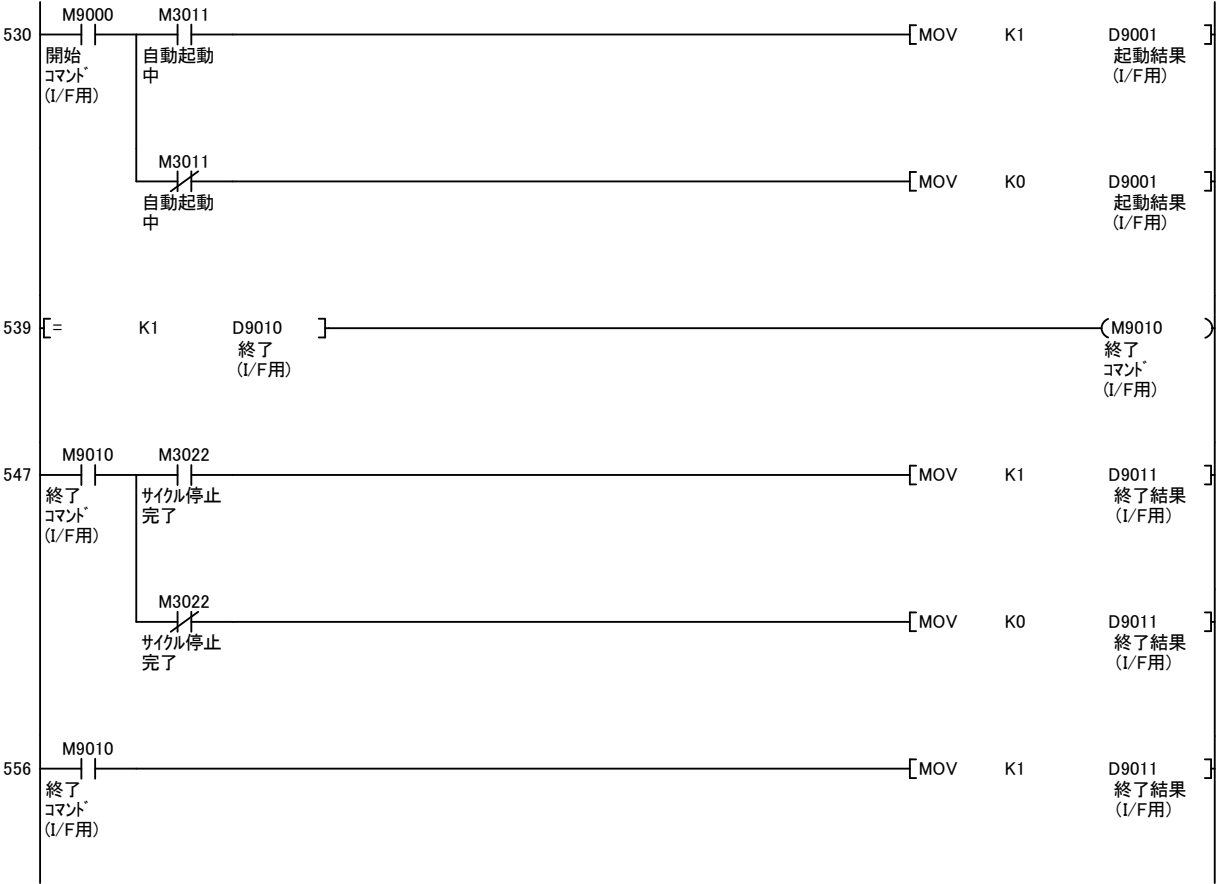 M9000 M3011
530 [MOV K1 D9001 ]
開始 自動起動 起動結果
コマンド 中 (I/F用)
(I/F用)
M3011
[MOV K0 D9001 ]
自動起動 起動結果
中 (I/F用)
539 [= K1 D9010 ] (M9010 )
終了 終了
(I/F用) コマンド
(I/F用)
M9010 M3022
547 [MOV K1 D9011 ]
終了 サイクル停止 終了結果
コマンド 完了 (I/F用)
(I/F用)
M3022
[MOV K0 D9011 ]
サイクル停止 終了結果
完了 (I/F用)
M9010
556 [MOV K1 D9011 ]
終了 終了結果
コマンド (I/F用)
(I/F用)